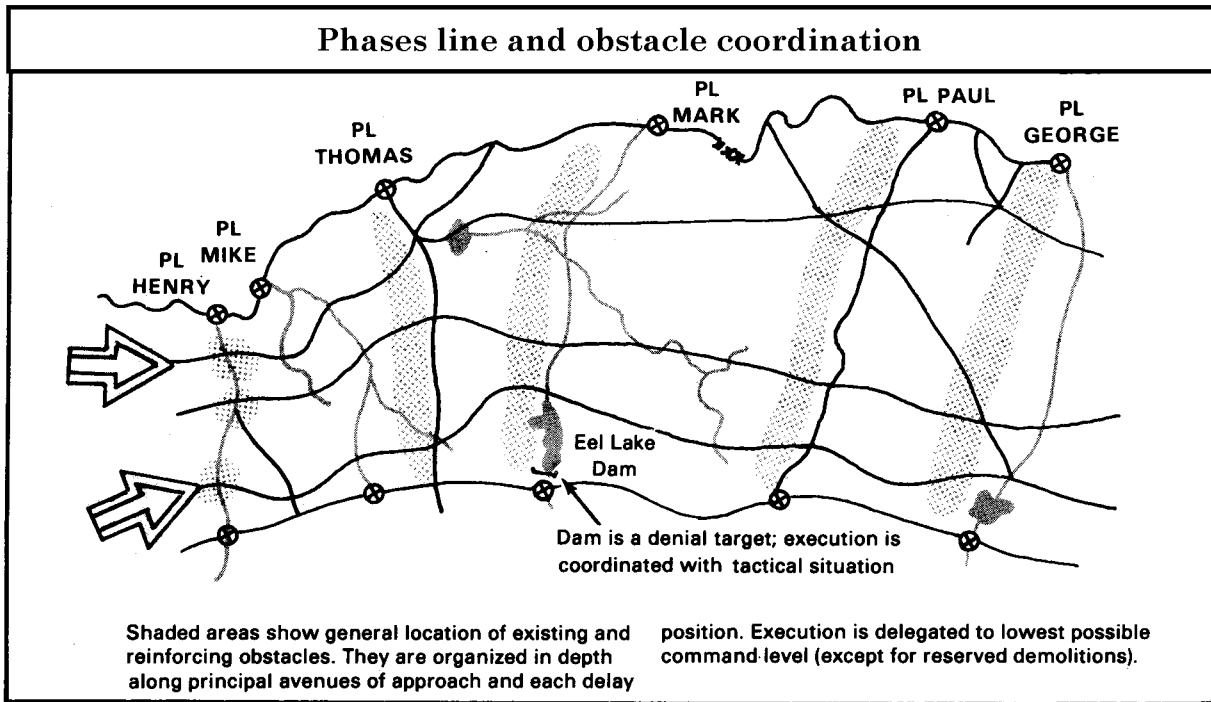 Phases line and obstacle coordination
PL
MARK
PL PAUL
PL
GEORGE
PL
THOMAS
PL
MIKE
PL
HENRY
Eel Lake
Dam
Dam is a denial target; execution is
coordinated with tactical situation
Shaded areas show general location of existing and
reinforcing obstacles. They are organized in depth
along principal avenues of approach and each delay
position. Execution is delegated to lowest possible
command level (except for reserved demolitions).